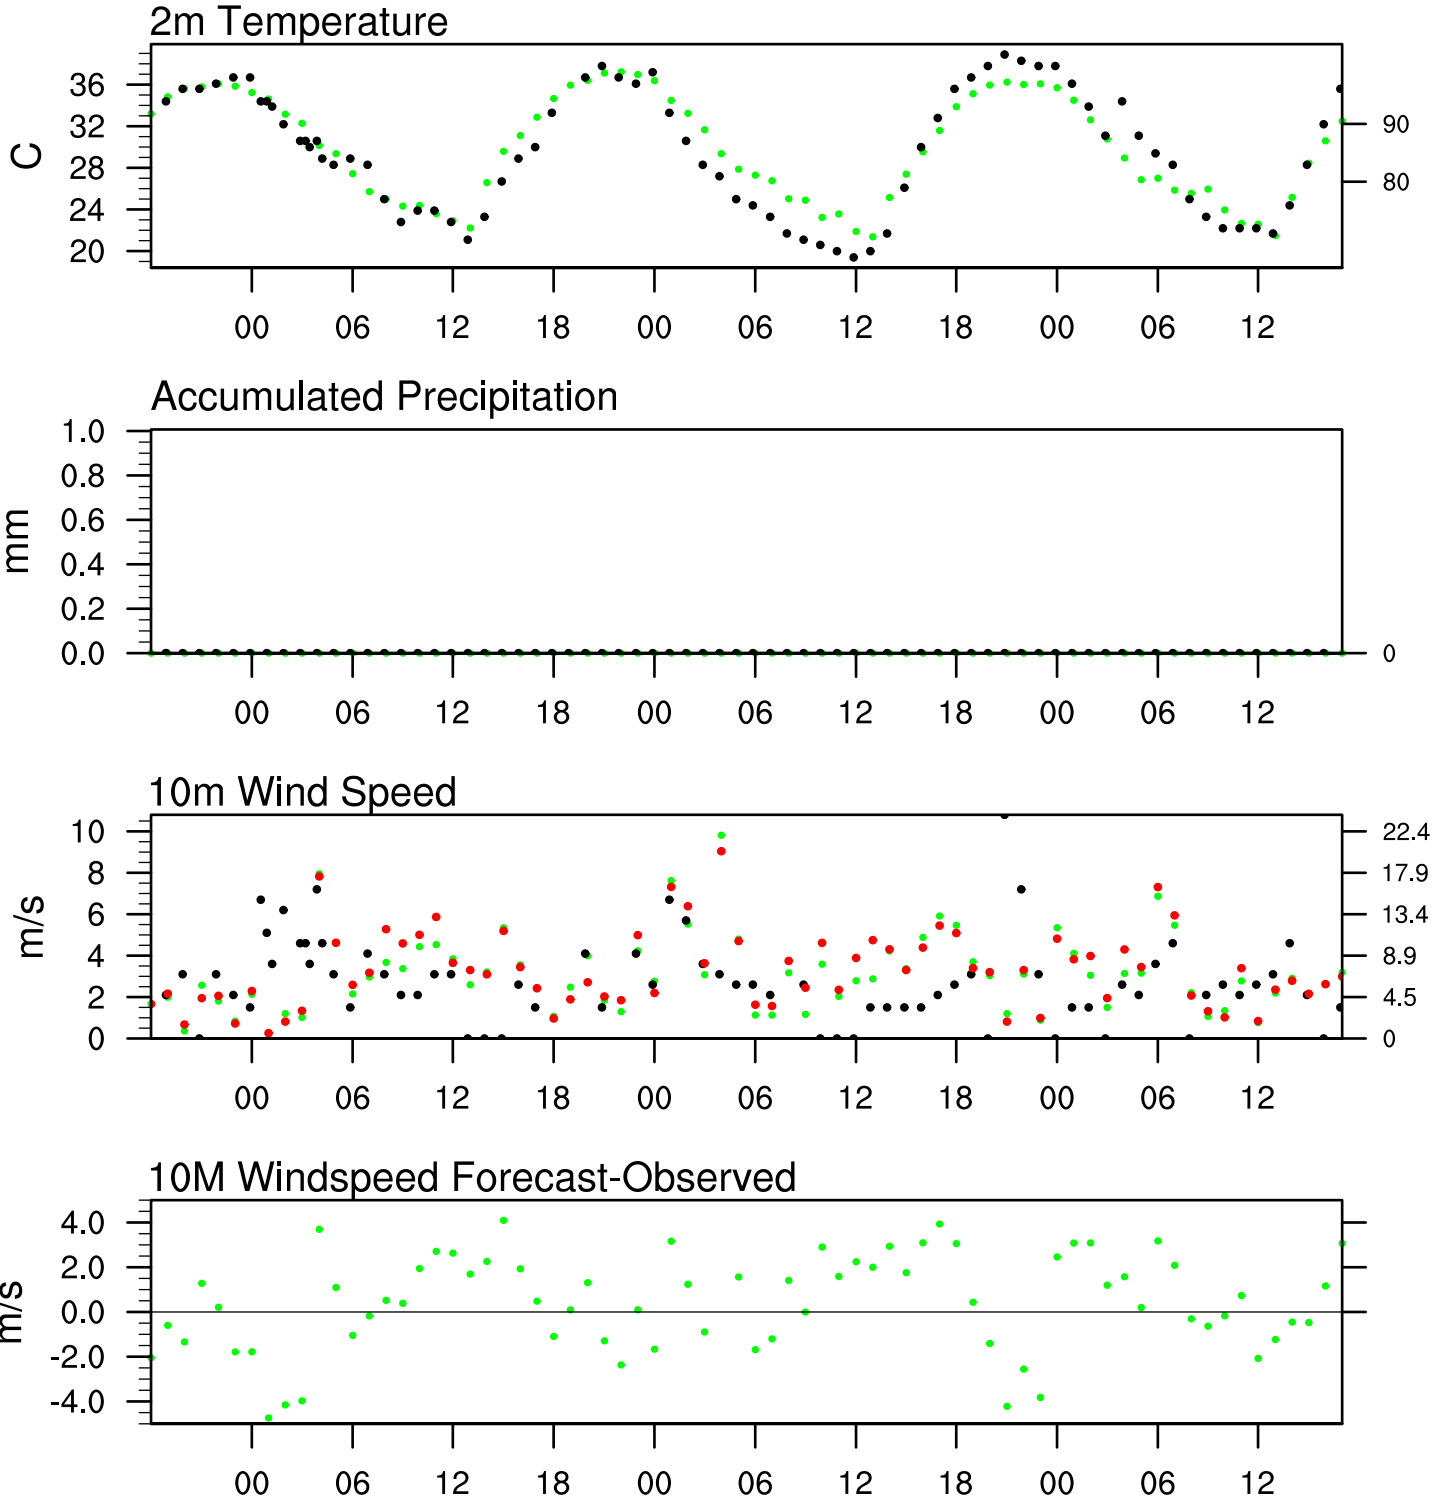 2m Temperature
C
36
32
28
24
20
90
80
00 06 12 18 00 06 12 18 00 06 12
Accumulated Precipitation
mm
1.0
0.8
0.6
0.4
0.2
0.0
0
00 06 12 18 00 06 12 18 00 06 12
10m Wind Speed
m/s
10
8
6
4
2
0
22.4
17.9
13.4
8.9
4.5
0
00 06 12 18 00 06 12 18 00 06 12
10M Windspeed Forecast-Observed
m/s
4.0
2.0
0.0
-2.0
-4.0
00 06 12 18 00 06 12 18 00 06 12